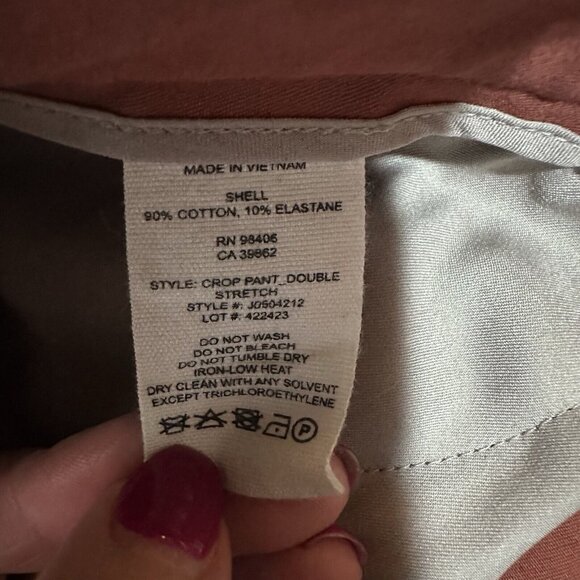 MADE IN VIETNAM
SHELL
90% COTTON, 10% ELASTANE
RN 98406
CA 39862
STYLE: CROP PANT_DOUBLE
STRETCH
STYLE #: J0504212
LOT #: 422423
DO NOT WASH
DO NOT BLEACH
DO NOT TUMBLE DRY
IRON-LOW HEAT
DRY CLEAN WITH ANY SOLVENT
EXCEPT TRICHLOROETHYLENE
P